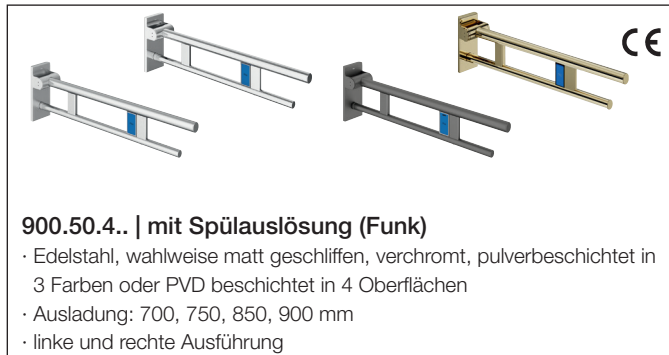 CE
900.50.4.. | mit Spülauslösung (Funk)
· Edelstahl, wahlweise matt geschliffen, verchromt, pulverbeschichtet in
3 Farben oder PVD beschichtet in 4 Oberflächen
· Ausladung: 700, 750, 850, 900 mm
· linke und rechte Ausführung